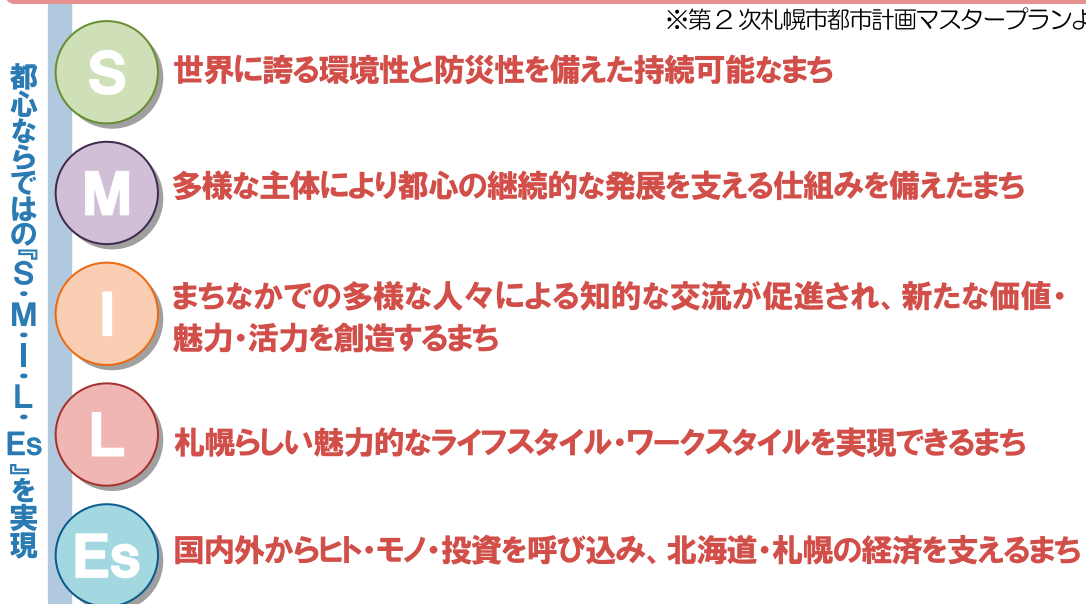 ※第2次札幌市都市計画マスタープランよ
都心ならではの『S・M・I・L・Es』を実現
S
世界に誇る環境性と防災性を備えた持続可能なまち
M
多様な主体により都心の継続的な発展を支える仕組みを備えたまち
I
まちなかでの多様な人々による知的な交流が促進され、新たな価値・
魅力・活力を創造するまち
L
札幌らしい魅力的なライフスタイル・ワークスタイルを実現できるまち
Es
国内外からヒト・モノ・投資を呼び込み、北海道・札幌の経済を支えるまち